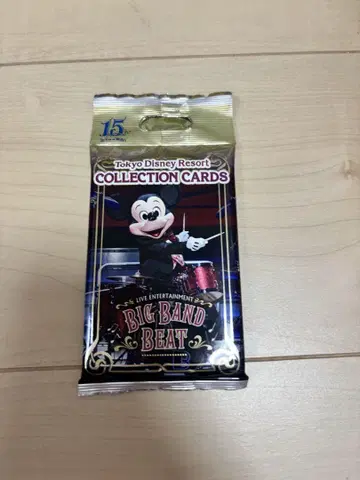 15
Tokyo Disney Resort
COLLECTION CARDS
LIVE ENTERTAINMENT
BIG BAND
BEAT